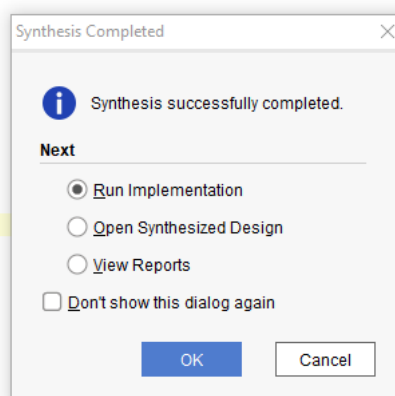 Synthesis Completed
Synthesis successfully completed.
Next
Run Implementation
Open Synthesized Design
View Reports
Don't show this dialog again
OK
Cancel